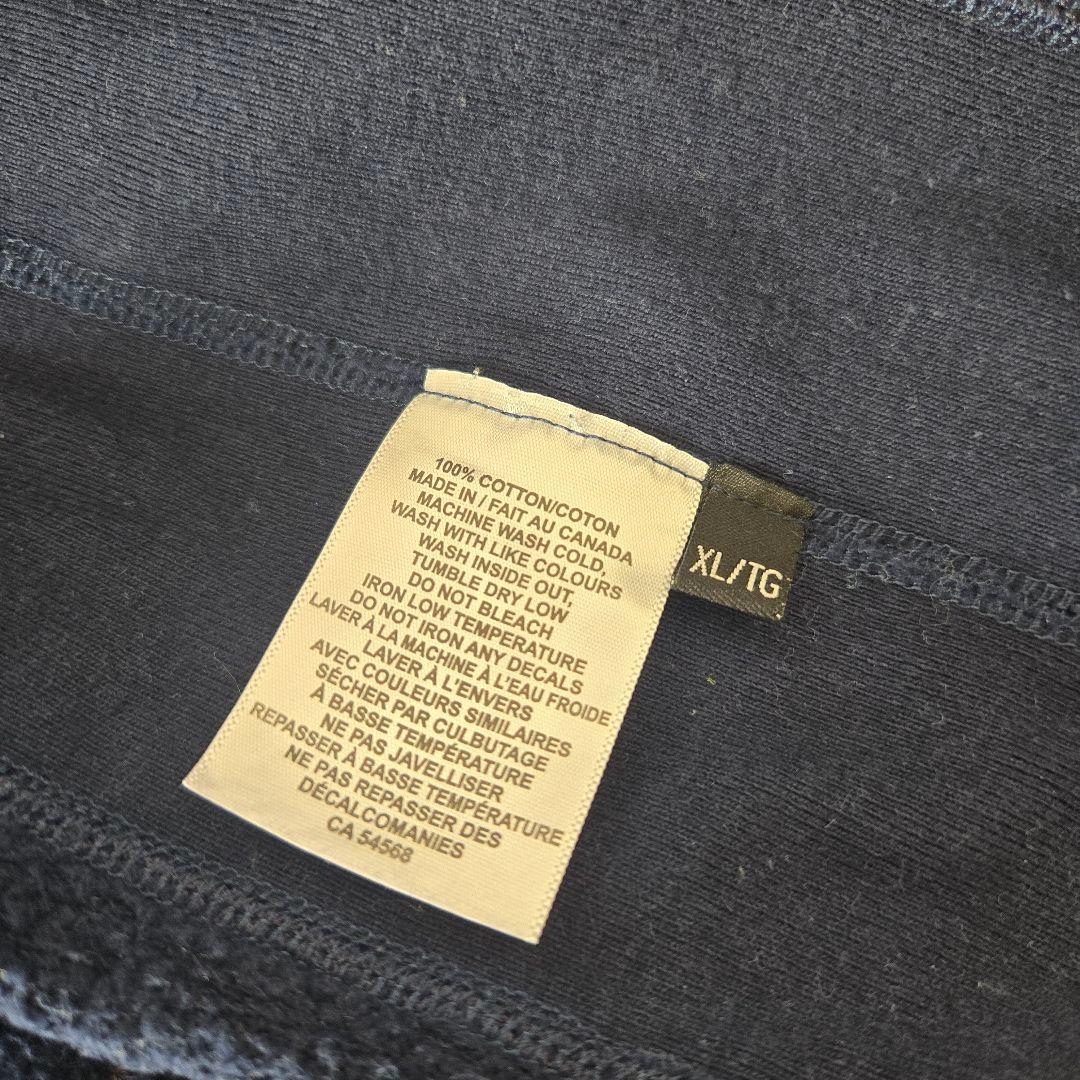 100% COTTON/COTON
MADE IN / FAIT AU CANADA
MACHINE WASH COLD,
WASH WITH LIKE COLOURS
WASH INSIDE OUT,
TUMBLE DRY LOW
DO NOT BLEACH
IRON LOW TEMPERATURE
DO NOT IRON ANY DECALS
LAVER À LA MACHINE À L'EAU FROIDE
LAVER À L'ENVERS
AVEC COULEURS SIMILAIRES
SÉCHER PAR CULBUTAGE
À BASSE TEMPÉRATURE
NE PAS JAVELLISER
REPASSER À BASSE TEMPÉRATURE
NE PAS REPASSER DES
DÉCALCOMANIES
CA 54568
XL/TG